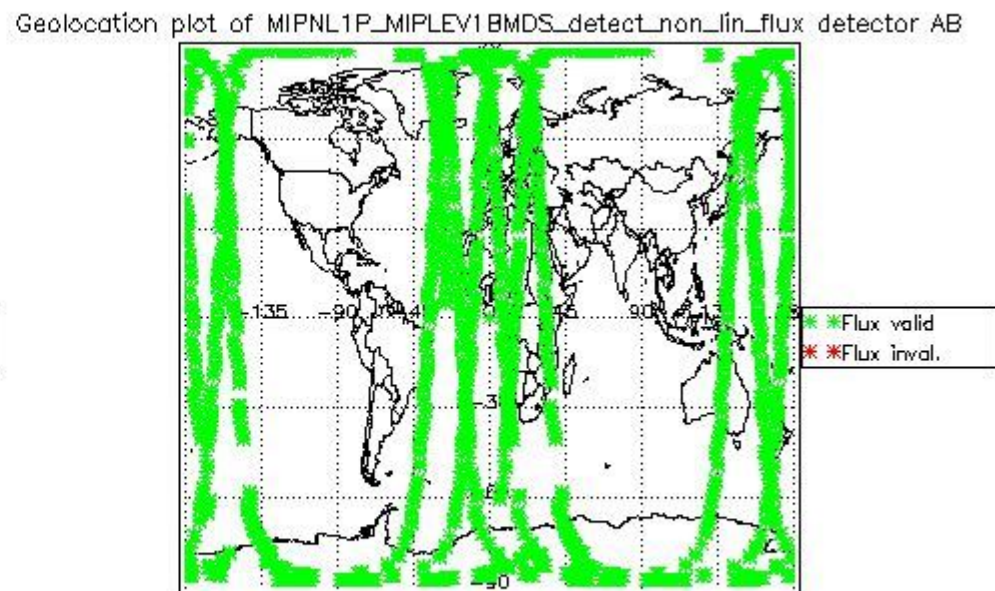 Geolocation plot of MIPNL1P_MIPLEV1BMDS_detect_non_lin_flux detector AB
-135
-90
45
90
Flux valid
Flux inval.
-90